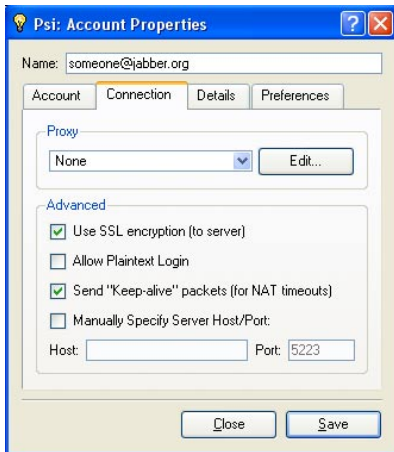 Psi: Account Properties
Name: someone@jabber.org
Account Connection Details Preferences
Proxy
None Edit...
Advanced
Use SSL encryption (to server)
Allow Plaintext Login
Send "Keep-alive" packets (for NAT timeouts)
Manually Specify Server Host/Port:
Host: Port: 5223
Close Save